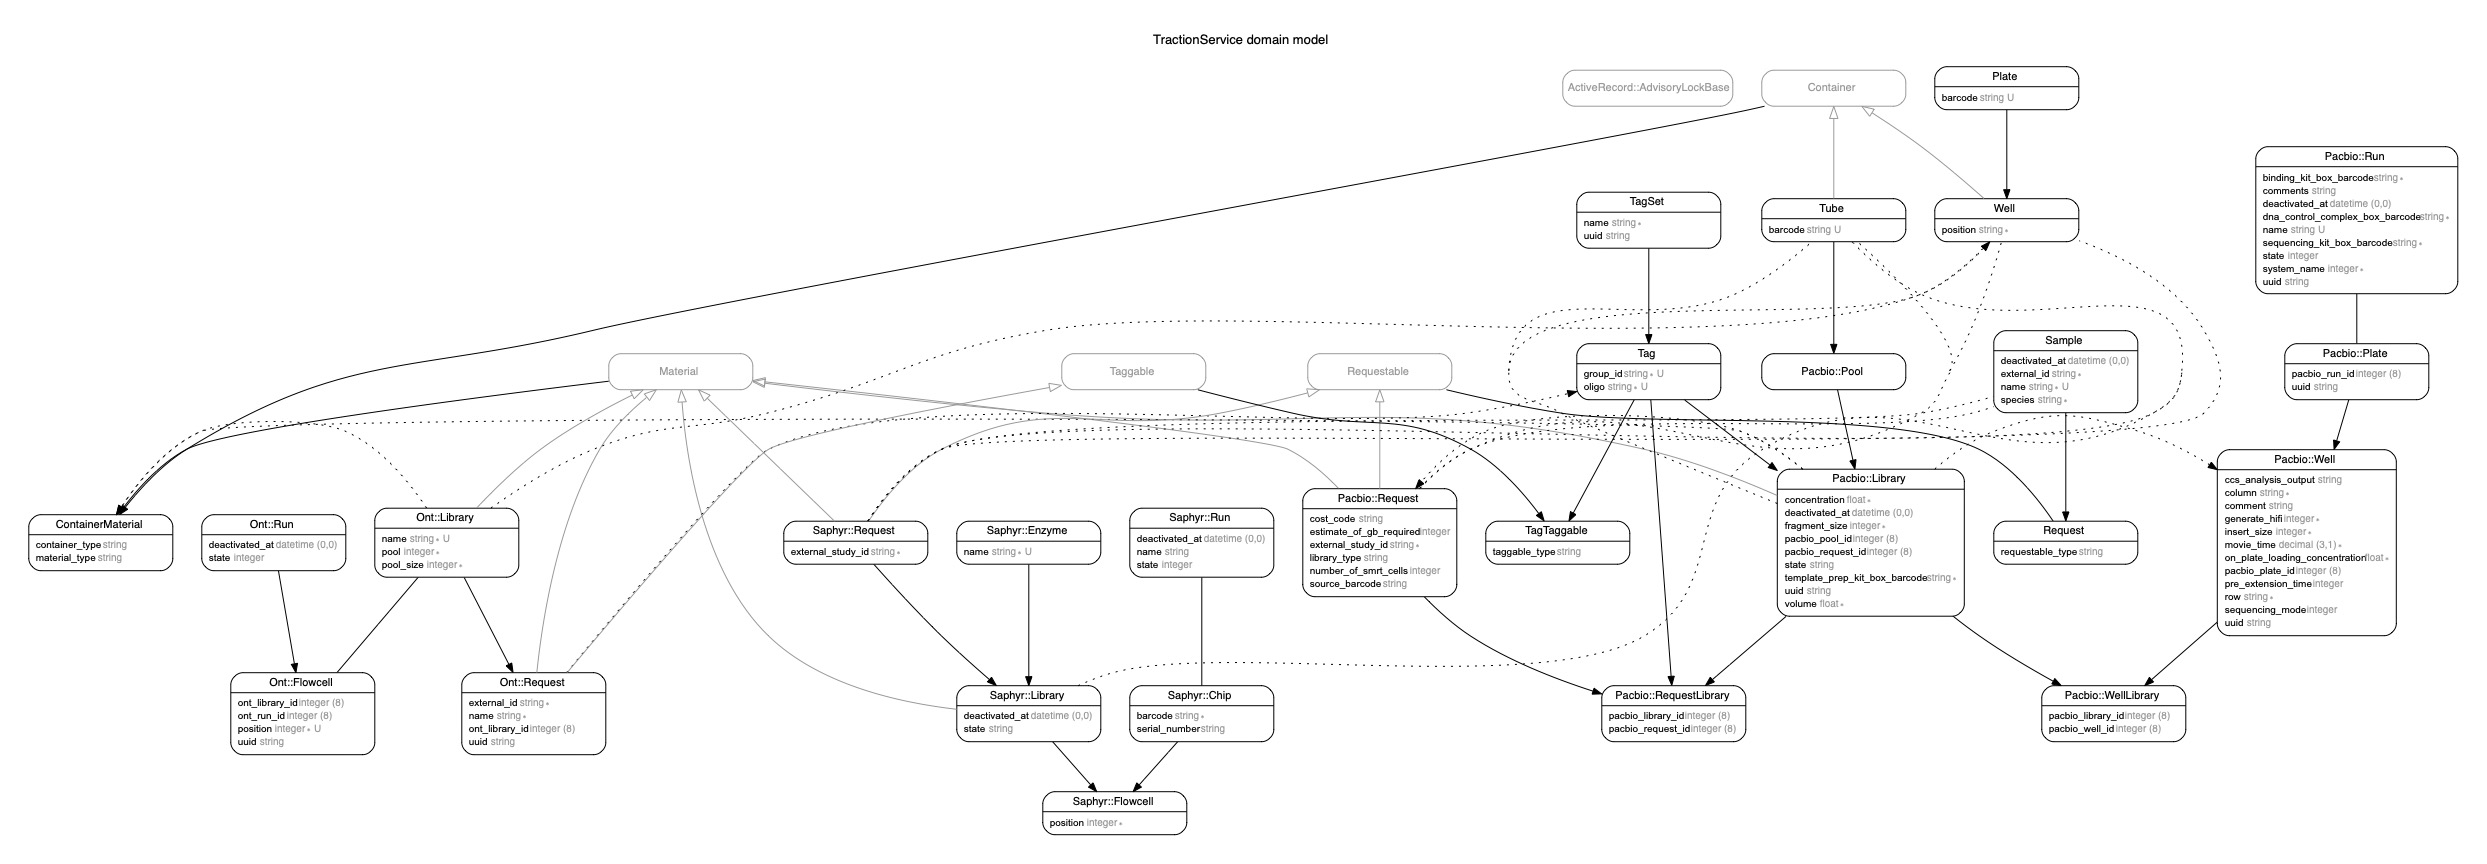 TractionService domain model
ActiveRecord::AdvisoryLockBase
Container
Plate
barcode string U
Pacbio::Run
binding_kit_box_barcode string ∗
comments string
deactivated_at datetime (0,0)
dna_control_complex_box_barcode string ∗
name string U
sequencing_kit_box_barcode string ∗
state integer
system_name integer ∗
uuid string
TagSet
name string ∗
uuid string
Tube
barcode string U
Well
position string ∗
Sample
deactivated_at datetime (0,0)
external_id string ∗
name string ∗ U
species string ∗
Material
Taggable
Requestable
Tag
group_id string ∗ U
oligo string ∗ U
Pacbio::Pool
Pacbio::Plate
pacbio_run_id integer (8)
uuid string
ContainerMaterial
container_type string
material_type string
Ont::Run
deactivated_at datetime (0,0)
state integer
Ont::Library
name string ∗ U
pool integer ∗
pool_size integer ∗
Saphyr::Request
external_study_id string ∗
Saphyr::Enzyme
name string ∗ U
Saphyr::Run
deactivated_at datetime (0,0)
name string
state integer
Pacbio::Request
cost_code string
estimate_of_gb_required integer
external_study_id string ∗
library_type string
number_of_smrt_cells integer
source_barcode string
TagTaggable
taggable_type string
Pacbio::Library
concentration float ∗
deactivated_at datetime (0,0)
fragment_size integer ∗
pacbio_pool_id integer (8)
pacbio_request_id integer (8)
state string
template_prep_kit_box_barcode string ∗
uuid string
volume float ∗
Request
requestable_type string
Pacbio::Well
ccs_analysis_output string
column string ∗
comment string
generate_hifi integer ∗
insert_size integer ∗
movie_time decimal (3,1) ∗
on_plate_loading_concentration float ∗
pacbio_plate_id integer (8)
pre_extension_time integer
row string ∗
sequencing_mode integer
uuid string
Ont::Flowcell
ont_library_id integer (8)
ont_run_id integer (8)
position integer ∗ U
uuid string
Ont::Request
external_id string ∗
name string ∗
ont_library_id integer (8)
uuid string
Saphyr::Library
deactivated_at datetime (0,0)
state string
Saphyr::Chip
barcode string ∗
serial_number string
Pacbio::RequestLibrary
pacbio_library_id integer (8)
pacbio_request_id integer (8)
Pacbio::WellLibrary
pacbio_library_id integer (8)
pacbio_well_id integer (8)
Saphyr::Flowcell
position integer ∗